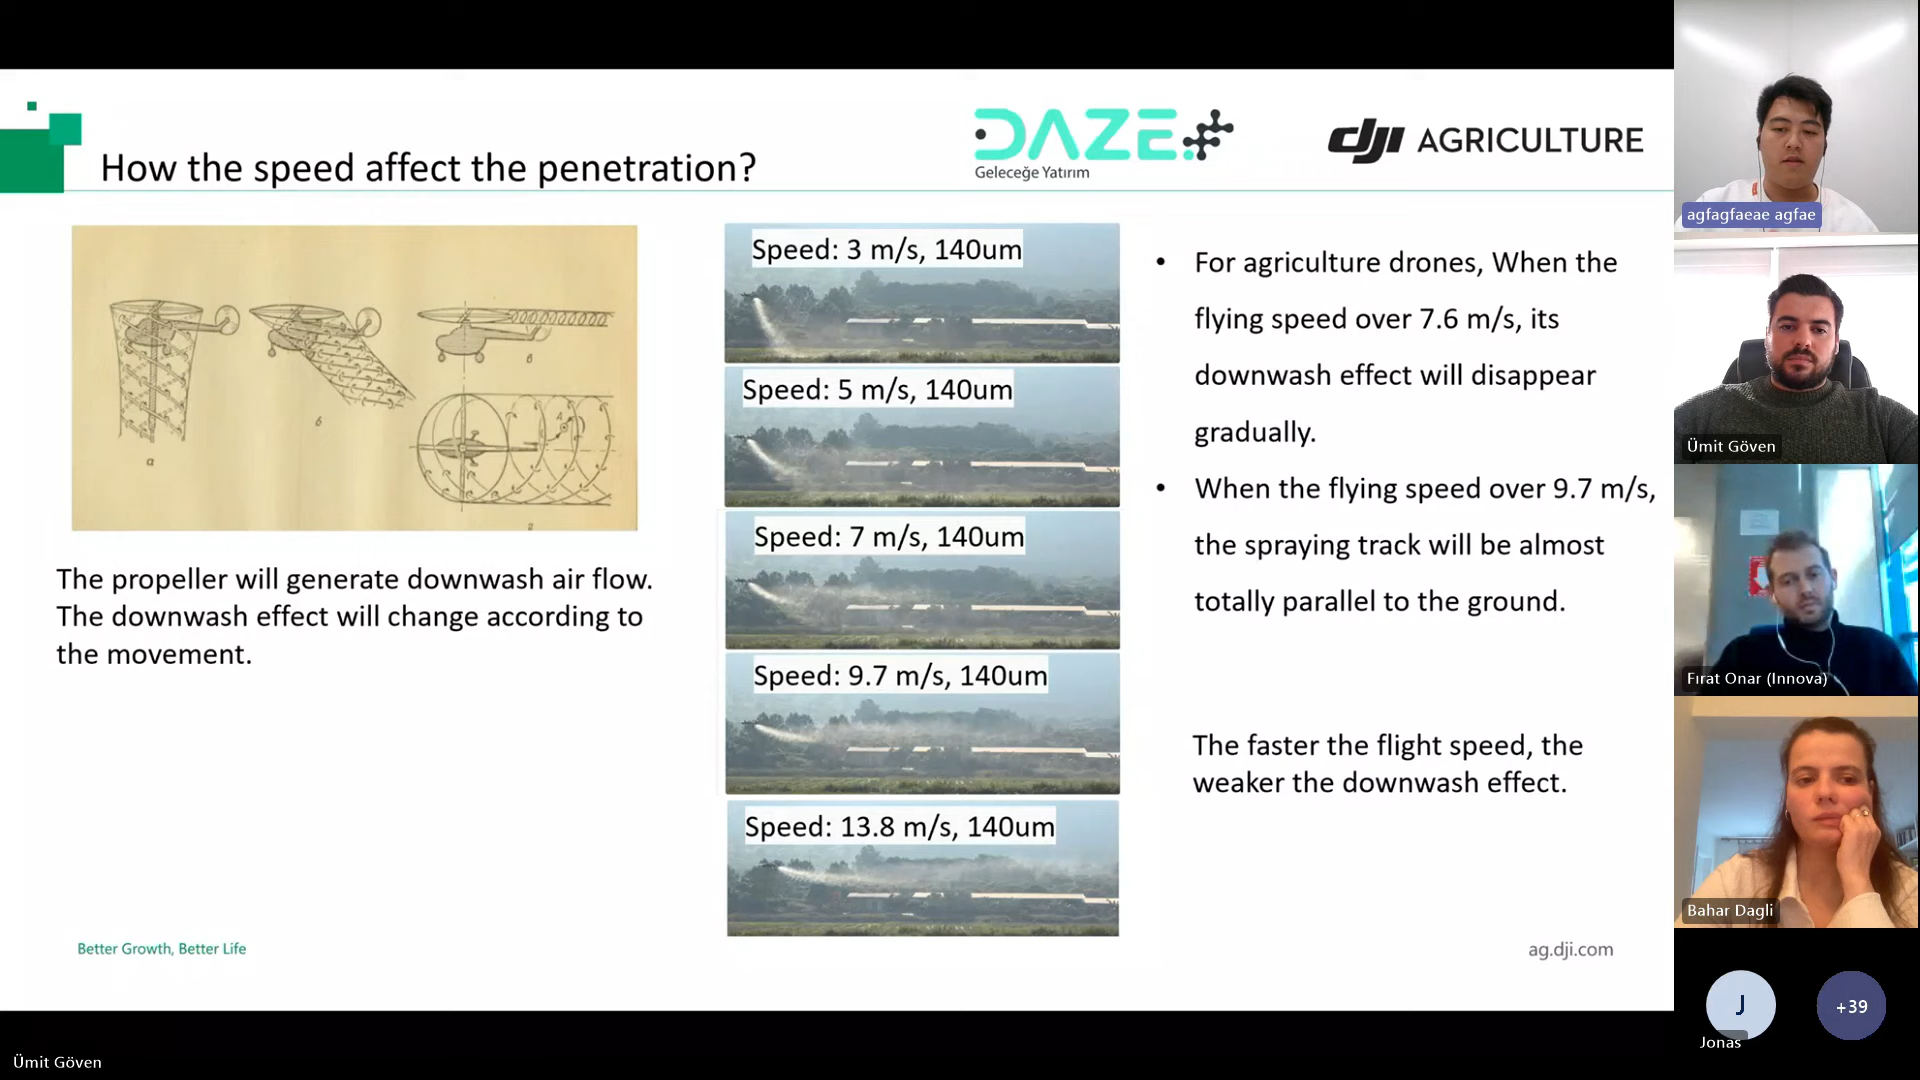 How the speed affect the penetration?
DAZE
Geleceğe Yatırım
dji AGRICULTURE
a
б
в
A
г
The propeller will generate downwash air flow.
The downwash effect will change according to
the movement.
Speed: 3 m/s, 140um
Speed: 5 m/s, 140um
Speed: 7 m/s, 140um
Speed: 9.7 m/s, 140um
Speed: 13.8 m/s, 140um
• For agriculture drones, When the
flying speed over 7.6 m/s, its
downwash effect will disappear
gradually.
• When the flying speed over 9.7 m/s,
the spraying track will be almost
totally parallel to the ground.
The faster the flight speed, the
weaker the downwash effect.
Better Growth, Better Life
ag.dji.com
agfagfaeae agfae
Ümit Göven
Fırat Onar (Innova)
Bahar Dagli
J
Jonas
+39
Ümit Göven